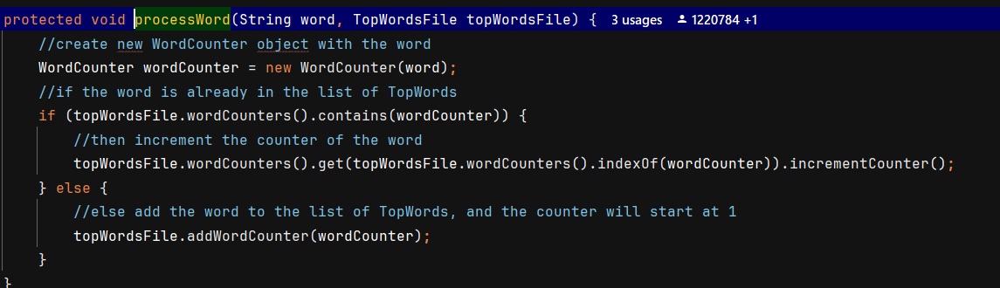 protected void processWord(String word, TopWordsFile topWordsFile) { 3 usages 1220784 +1
//create new WordCounter object with the word
WordCounter wordCounter = new WordCounter(word);
//if the word is already in the list of TopWords
if (topWordsFile.wordCounters().contains(wordCounter)) {
//then increment the counter of the word
topWordsFile.wordCounters().get(topWordsFile.wordCounters().indexOf(wordCounter)).incrementCounter();
} else {
//else add the word to the list of TopWords, and the counter will start at 1
topWordsFile.addWordCounter(wordCounter);
}
}